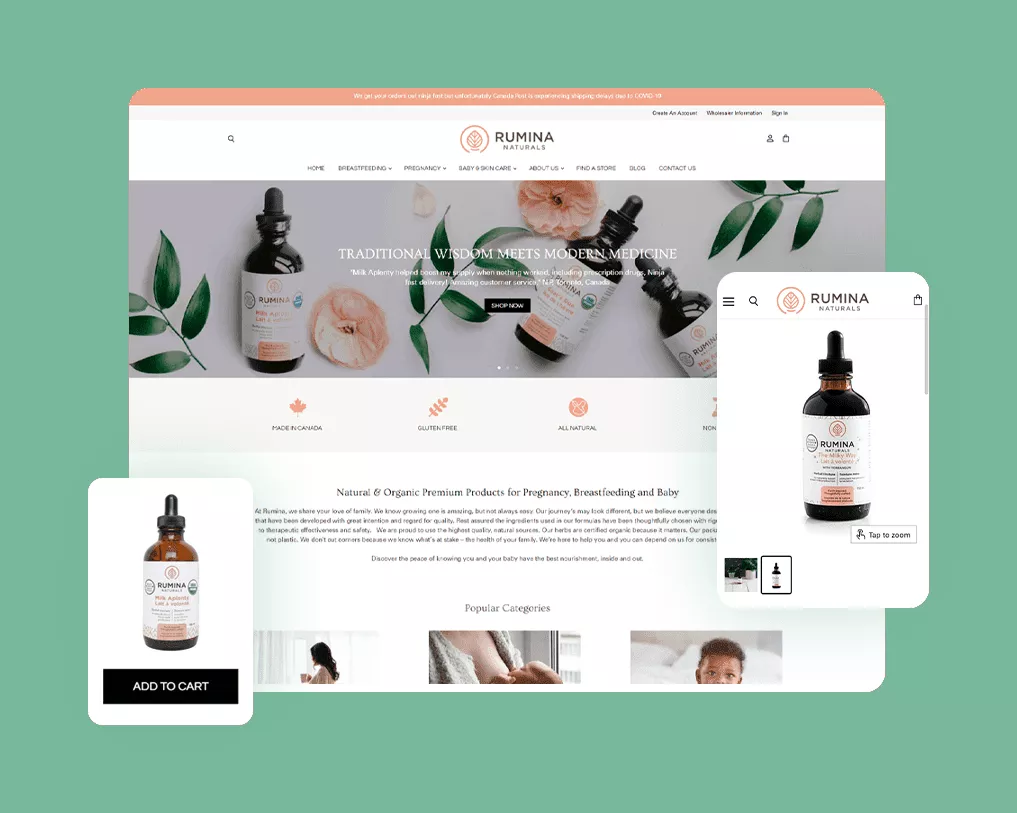 We get your orders out ninja fast but unfortunately Canada Post is experiencing shipping delays due to COVID-19
Create An Account Wholesaler Information Sign in
RUMINA
NATURALS
HOME BREASTFEEDING PREGNANCY BABY & SKIN CARE ABOUT US FIND A STORE BLOG CONTACT US
TRADITIONAL WISDOM MEETS MODERN MEDICINE
"Milk Aplenty helped boost my supply when nothing worked, including prescription drugs, Ninja
fast delivery! Amazing customer service," NP, Toronto, Canada
SHOP NOW
RUMINA
NATURALS
Milk Aplenty
Lait à volonté
MADE IN CANADA
GLUTEN FREE
ALL NATURAL
NON
Natural & Organic Premium Products for Pregnancy, Breastfeeding and Baby
At Rumina, we share your love of family. We know growing one is amazing, but not always easy. Our journey's may look different, but we believe everyone des
that have been developed with great intention and regard for quality. Rest assured the ingredients used in our formulas have been thoughtfully chosen with rig
to therapeutic effectiveness and safety. We are proud to use the highest quality, natural sources. Our herbs are certified organic because it matters. Our pack
not plastic. We don't cut corners because we know what's at stake – the health of your family. We're here to help you and you can depend on us for consist
Discover the peace of knowing you and your baby have the best nourishment, inside and out.
Popular Categories
RUMINA
NATURALS
RUMINA
NATURALS
The Milky Way
Lait à volonté
Tap to zoom
RUMINA
NATURALS
Milk Aplenty
Lait à volonté
ADD TO CART